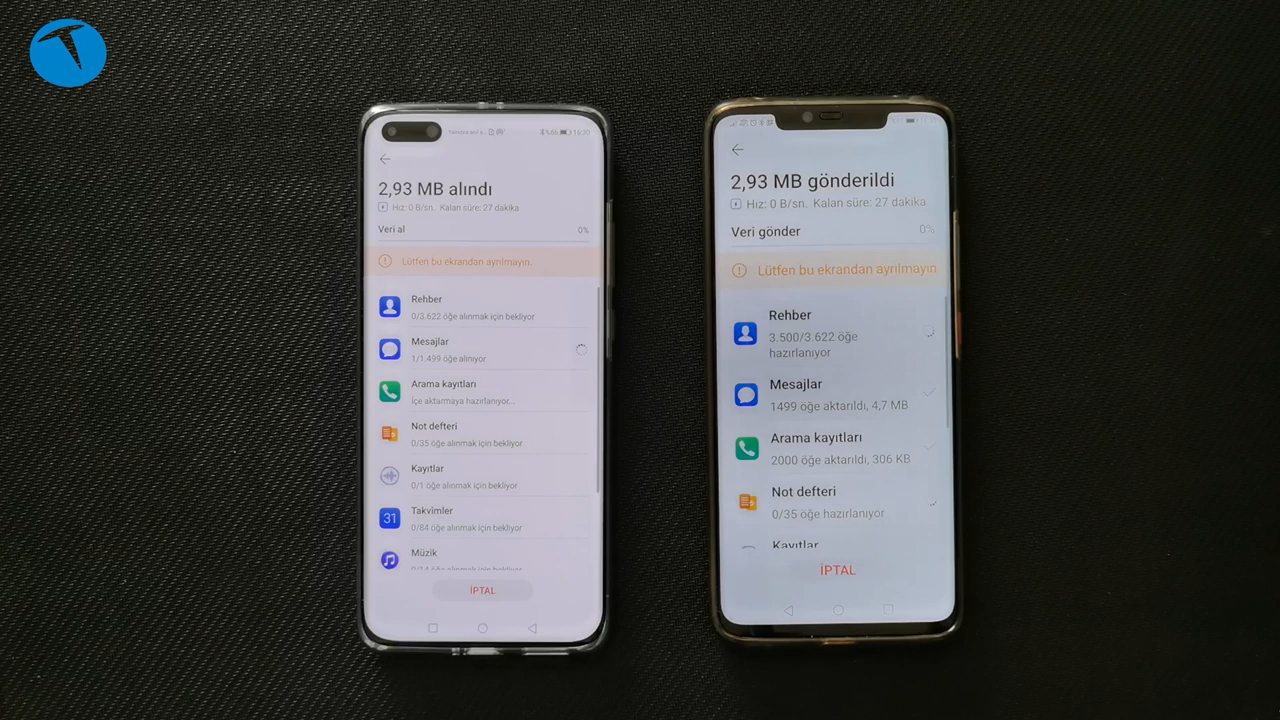 16:30
2,93 MB alındı
Hız: 0 B/sn. Kalan süre: 27 dakika
Veri al 0%
Lütfen bu ekrandan ayrılmayın.
Rehber
0/3.622 öğe alınmak için bekliyor
Mesajlar
1/1.499 öğe alınıyor
Arama kayıtları
İçe aktarmaya hazırlanıyor...
Not defteri
0/35 öğe alınmak için bekliyor
Kayıtlar
0/1 öğe alınmak için bekliyor
31
Takvimler
0/84 öğe alınmak için bekliyor
Müzik
İPTAL
2,93 MB gönderildi
Hız: 0 B/sn. Kalan süre: 27 dakika
Veri gönder 0%
Lütfen bu ekrandan ayrılmayın
Rehber
3.500/3.622 öğe
hazırlanıyor
Mesajlar
1499 öğe aktarıldı, 4,7 MB
Arama kayıtları
2000 öğe aktarıldı, 306 KB
Not defteri
0/35 öğe hazırlanıyor
Kayıtlar
İPTAL